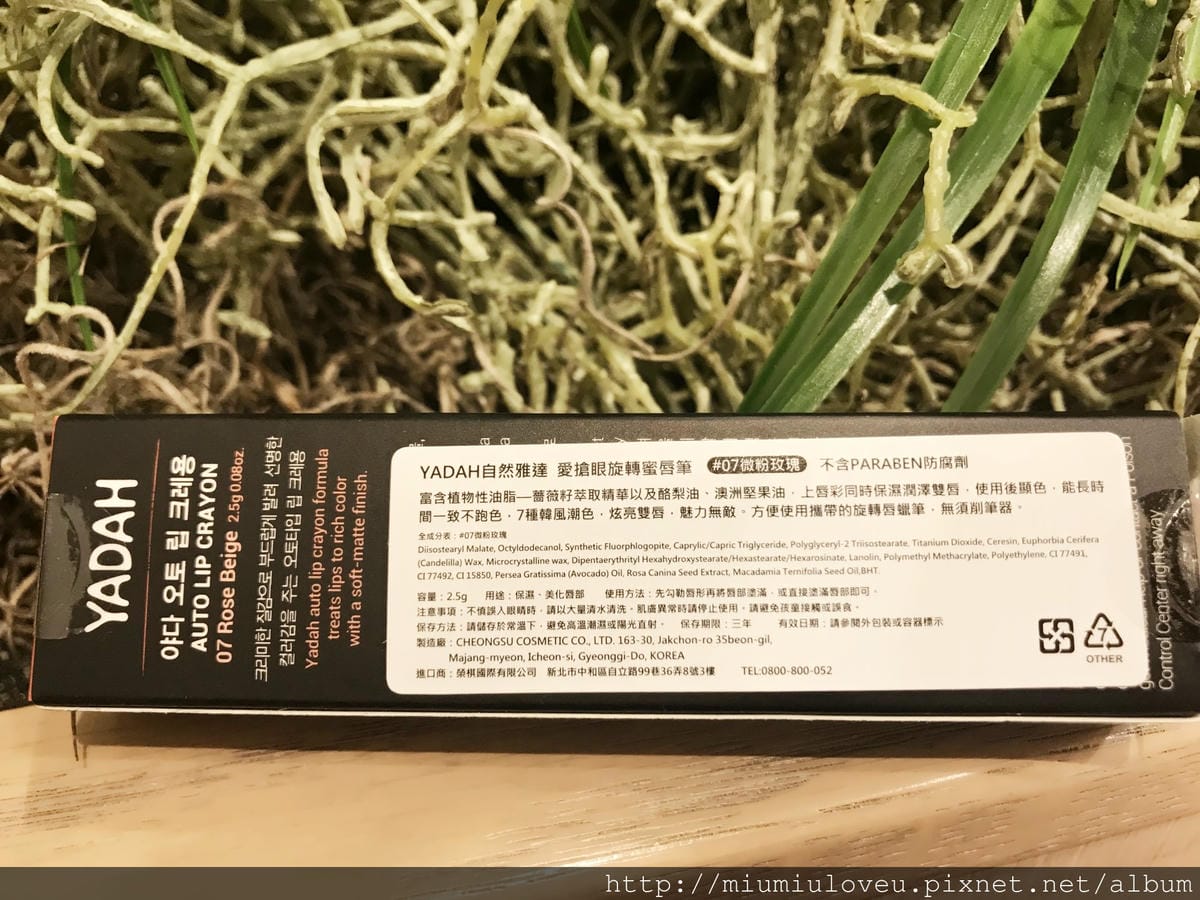 YADAH
야다 오토 립 크레용
AUTO LIP CRAYON
07 Rose Beige 2.5g 0.08oz.
크리미한 질감으로 부드럽게 발려 선명한
컬러감을 주는 오토타입 립 크레용
Yadah auto lip crayon formula
treats lips to rich color
with a soft-matte finish.
YADAH自然雅達 愛搶眼旋轉蜜唇筆 #07微粉玫瑰 不含PARABEN防腐劑
富含植物性油脂—薔薇籽萃取精華以及酪梨油、澳洲堅果油，上唇彩同時保濕潤澤雙唇，使用後顯色，能長時
間一致不跑色，7種韓風潮色，炫亮雙唇，魅力無敵。方便使用攜帶的旋轉唇蠟筆，無須削筆器。
全成分表：#07微粉玫瑰
Diisostearyl Malate, Octyldodecanol, Synthetic Fluorphlogopite, Caprylic/Capric Triglyceride, Polyglyceryl-2 Triisostearate, Titanium Dioxide, Ceresin, Euphorbia Cerifera
(Candelilla) Wax, Microcrystalline wax, Dipentaerythrityl Hexahydroxystearate/Hexastearate/Hexarosinate, Lanolin, Polymethyl Methacrylate, Polyethylene, CI 77491,
CI 77492, CI 15850, Persea Gratissima (Avocado) Oil, Rosa Canina Seed Extract, Macadamia Ternifolia Seed Oil,BHT.
容量：2.5g 用途：保濕、美化唇部 使用方法：先勾勒唇形再將唇部塗滿，或直接塗滿唇部即可。
注意事項：不慎誤入眼睛時，請以大量清水清洗。肌膚異常時請停止使用，請避免孩童接觸或誤食。
保存方法：請儲存於常溫下，避免高溫潮濕或陽光直射。 保存期限：三年 有效日期：請參閱外包裝或容器標示
製造廠：CHEONGSU COSMETIC CO., LTD. 163-30, Jakchon-ro 35beon-gil,
Majang-myeon, Icheon-si, Gyeonggi-Do, KOREA
進口商：榮棋國際有限公司 新北市中和區自立路99巷36弄8號3樓 TEL:0800-800-052
7
OTHER
Control Center right away
http://miumiuloveu.pixnet.net/album